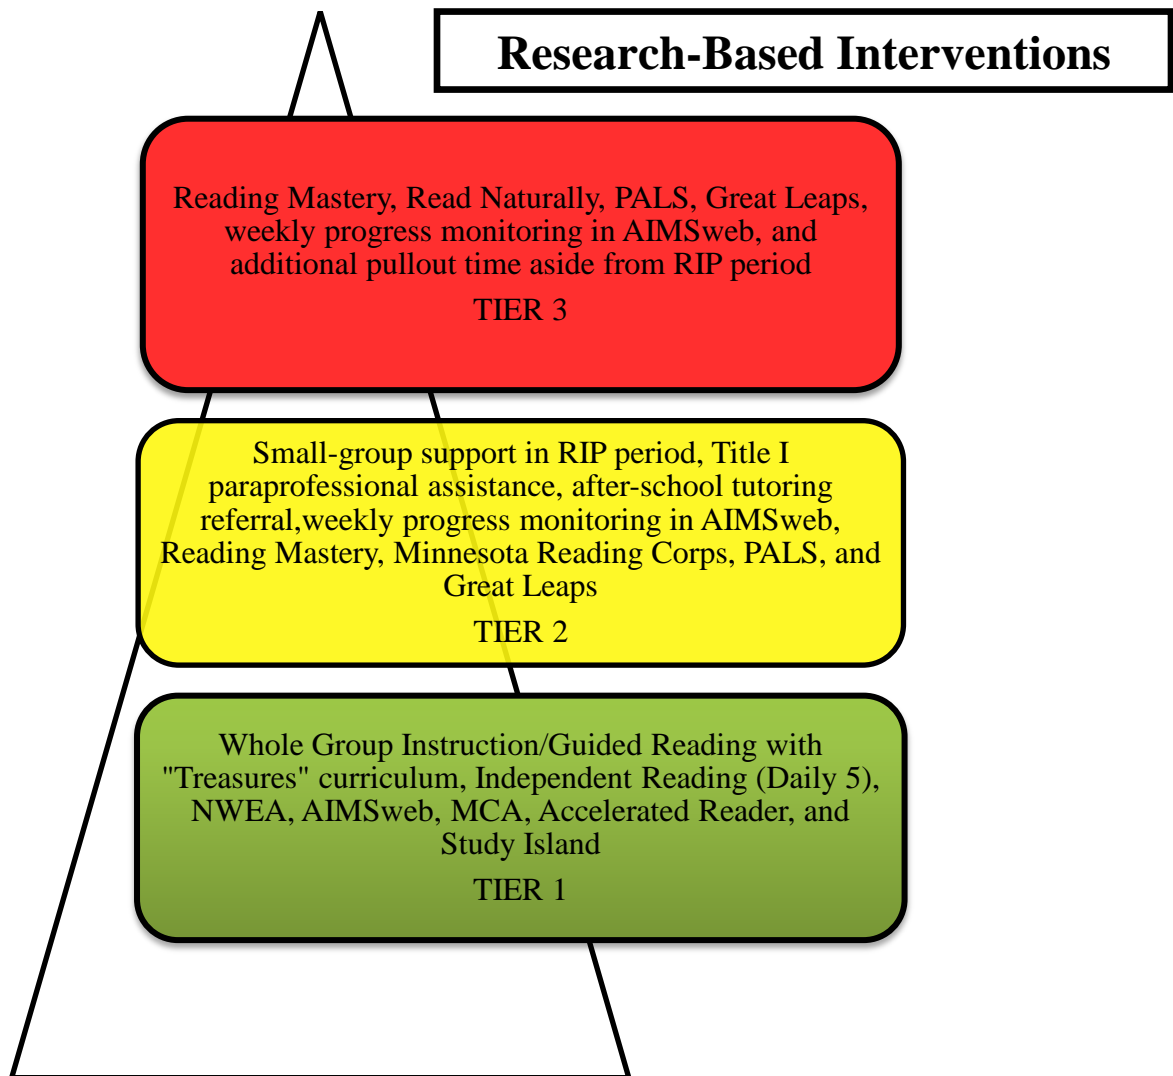 Research-Based Interventions
Reading Mastery, Read Naturally, PALS, Great Leaps,
weekly progress monitoring in AIMSweb, and
additional pullout time aside from RIP period
TIER 3
Small-group support in RIP period, Title I
paraprofessional assistance, after-school tutoring
referral,weekly progress monitoring in AIMSweb,
Reading Mastery, Minnesota Reading Corps, PALS, and
Great Leaps
TIER 2
Whole Group Instruction/Guided Reading with
"Treasures" curriculum, Independent Reading (Daily 5),
NWEA, AIMSweb, MCA, Accelerated Reader, and
Study Island
TIER 1